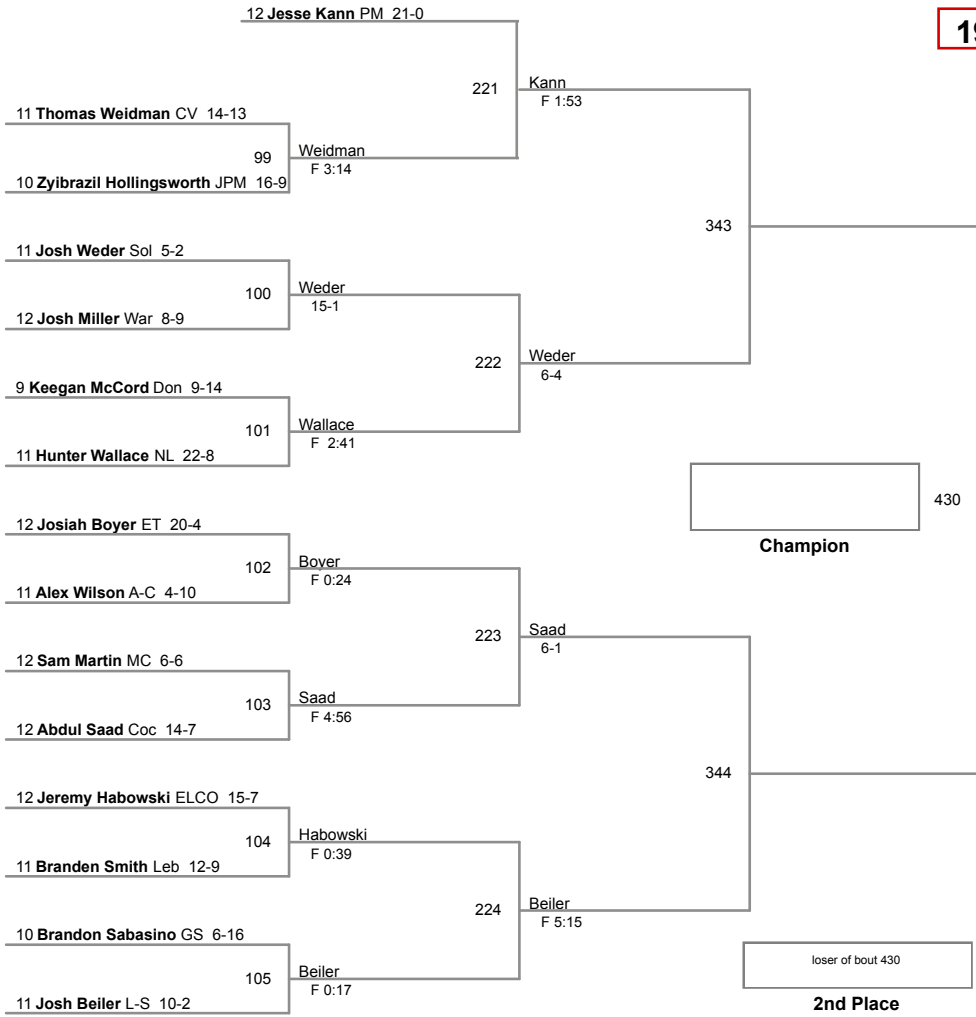 12 Jesse Kann PM 21-0
19
221
Kann
F 1:53
11 Thomas Weidman CV 14-13
99
Weidman
F 3:14
10 Zyibrazil Hollingsworth JPM 16-9
343
11 Josh Weder Sol 5-2
100
Weder
15-1
12 Josh Miller War 8-9
222
Weder
6-4
9 Keegan McCord Don 9-14
101
Wallace
F 2:41
11 Hunter Wallace NL 22-8
430
Champion
12 Josiah Boyer ET 20-4
102
Boyer
F 0:24
11 Alex Wilson A-C 4-10
223
Saad
6-1
12 Sam Martin MC 6-6
103
Saad
F 4:56
12 Abdul Saad Coc 14-7
344
12 Jeremy Habowski ELCO 15-7
104
Habowski
F 0:39
11 Branden Smith Leb 12-9
224
Beiler
F 5:15
10 Brandon Sabasino GS 6-16
105
Beiler
F 0:17
11 Josh Beiler L-S 10-2
loser of bout 430
2nd Place